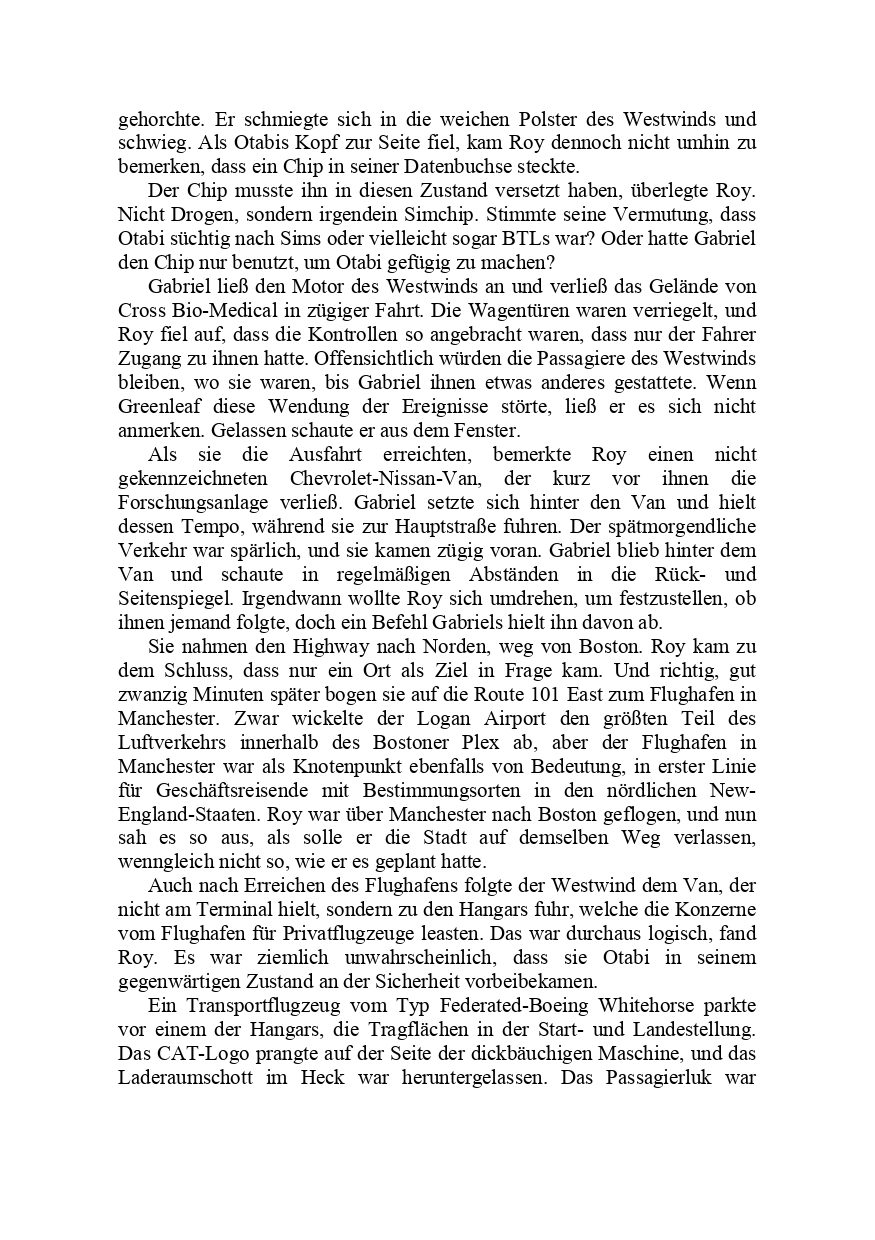 gehorchte. Er schmiegte sich in die weichen Polster des Westwinds und
schwieg. Als Otabis Kopf zur Seite fiel, kam Roy dennoch nicht umhin zu
bemerken, dass ein Chip in seiner Datenbuchse steckte.
Der Chip musste ihn in diesen Zustand versetzt haben, überlegte Roy.
Nicht Drogen, sondern irgendein Simchip. Stimmte seine Vermutung, dass
Otabi süchtig nach Sims oder vielleicht sogar BTLs war? Oder hatte Gabriel
den Chip nur benutzt, um Otabi gefügig zu machen?
Gabriel ließ den Motor des Westwinds an und verließ das Gelände von
Cross Bio-Medical in zügiger Fahrt. Die Wagentüren waren verriegelt, und
Roy fiel auf, dass die Kontrollen so angebracht waren, dass nur der Fahrer
Zugang zu ihnen hatte. Offensichtlich würden die Passagiere des Westwinds
bleiben, wo sie waren, bis Gabriel ihnen etwas anderes gestattete. Wenn
Greenleaf diese Wendung der Ereignisse störte, ließ er es sich nicht
anmerken. Gelassen schaute er aus dem Fenster.
Als sie die Ausfahrt erreichten, bemerkte Roy einen nicht
gekennzeichneten Chevrolet-Nissan-Van, der kurz vor ihnen die
Forschungsanlage verließ. Gabriel setzte sich hinter den Van und hielt
dessen Tempo, während sie zur Hauptstraße fuhren. Der spätmorgendliche
Verkehr war spärlich, und sie kamen zügig voran. Gabriel blieb hinter dem
Van und schaute in regelmäßigen Abständen in die Rück- und
Seitenspiegel. Irgendwann wollte Roy sich umdrehen, um festzustellen, ob
ihnen jemand folgte, doch ein Befehl Gabriels hielt ihn davon ab.
Sie nahmen den Highway nach Norden, weg von Boston. Roy kam zu
dem Schluss, dass nur ein Ort als Ziel in Frage kam. Und richtig, gut
zwanzig Minuten später bogen sie auf die Route 101 East zum Flughafen in
Manchester. Zwar wickelte der Logan Airport den größten Teil des
Luftverkehrs innerhalb des Bostoner Plex ab, aber der Flughafen in
Manchester war als Knotenpunkt ebenfalls von Bedeutung, in erster Linie
für Geschäftsreisende mit Bestimmungsorten in den nördlichen New-
England-Staaten. Roy war über Manchester nach Boston geflogen, und nun
sah es so aus, als solle er die Stadt auf demselben Weg verlassen,
wenngleich nicht so, wie er es geplant hatte.
Auch nach Erreichen des Flughafens folgte der Westwind dem Van, der
nicht am Terminal hielt, sondern zu den Hangars fuhr, welche die Konzerne
vom Flughafen für Privatflugzeuge leasten. Das war durchaus logisch, fand
Roy. Es war ziemlich unwahrscheinlich, dass sie Otabi in seinem
gegenwärtigen Zustand an der Sicherheit vorbeibekamen.
Ein Transportflugzeug vom Typ Federated-Boeing Whitehorse parkte
vor einem der Hangars, die Tragflächen in der Start- und Landestellung.
Das CAT-Logo prangte auf der Seite der dickbäuchigen Maschine, und das
Laderaumschott im Heck war heruntergelassen. Das Passagierluk war